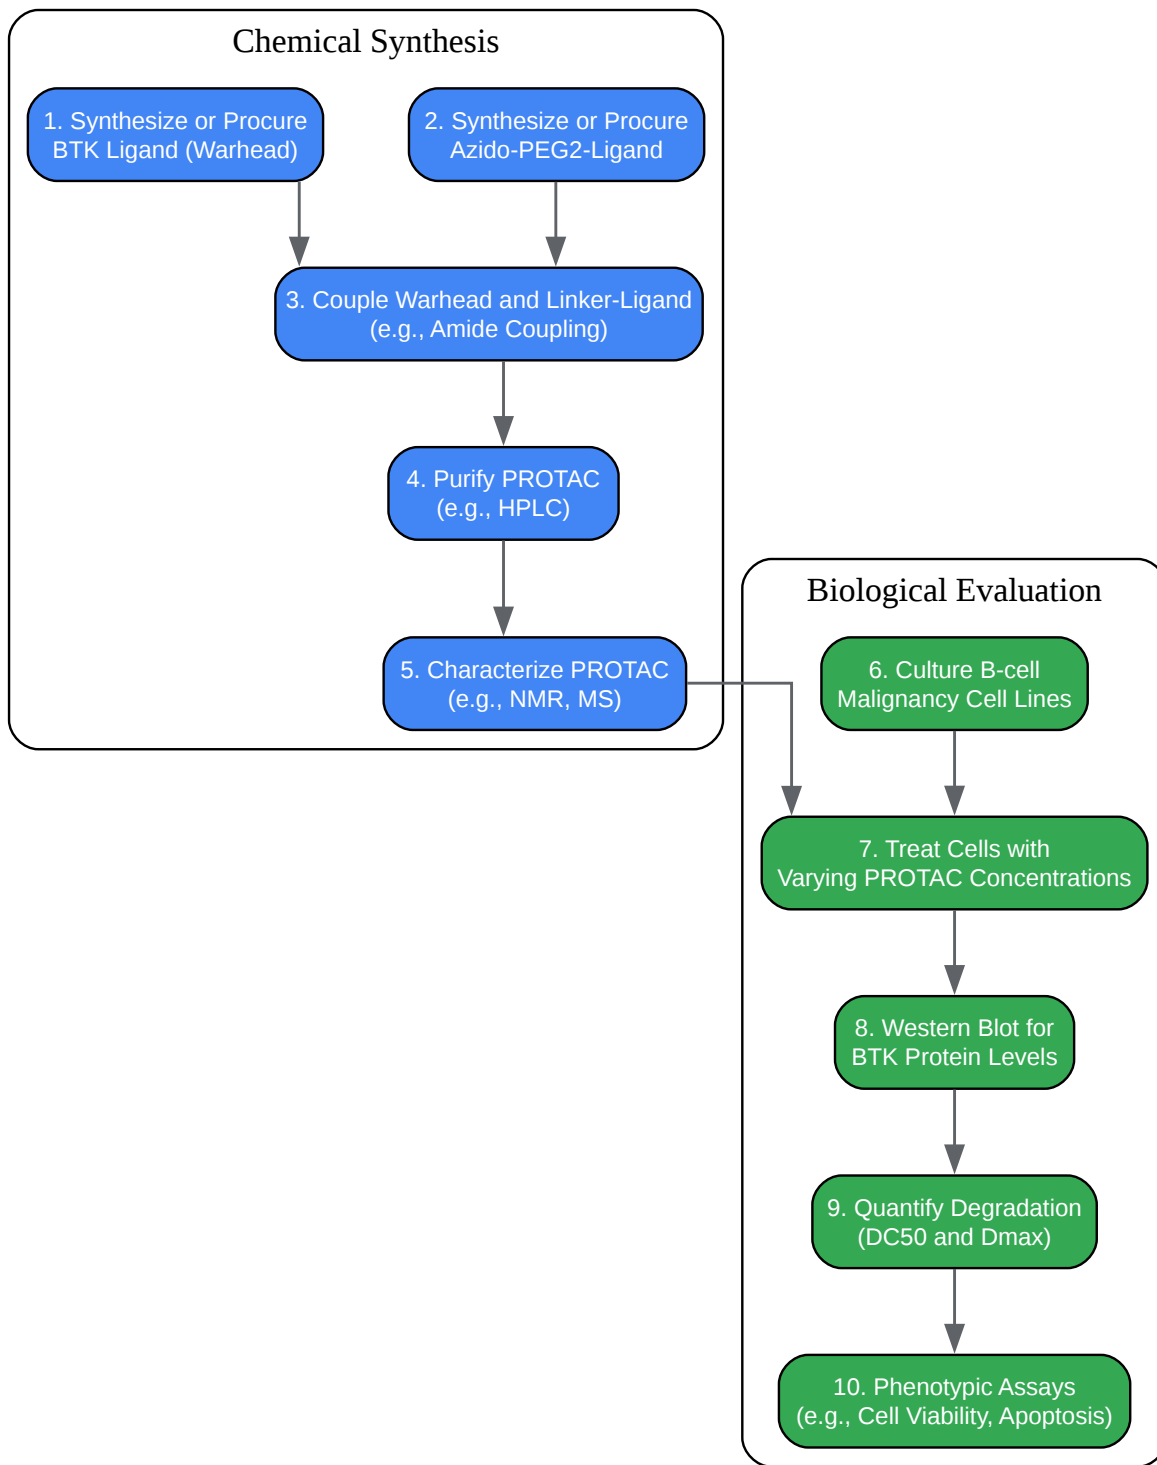 Chemical Synthesis
1. Synthesize or Procure
BTK Ligand (Warhead)
2. Synthesize or Procure
Azido-PEG2-Ligand
3. Couple Warhead and Linker-Ligand
(e.g., Amide Coupling)
4. Purify PROTAC
(e.g., HPLC)
5. Characterize PROTAC
(e.g., NMR, MS)
Biological Evaluation
6. Culture B-cell
Malignancy Cell Lines
7. Treat Cells with
Varying PROTAC Concentrations
8. Western Blot for
BTK Protein Levels
9. Quantify Degradation
(DC50 and Dmax)
10. Phenotypic Assays
(e.g., Cell Viability, Apoptosis)